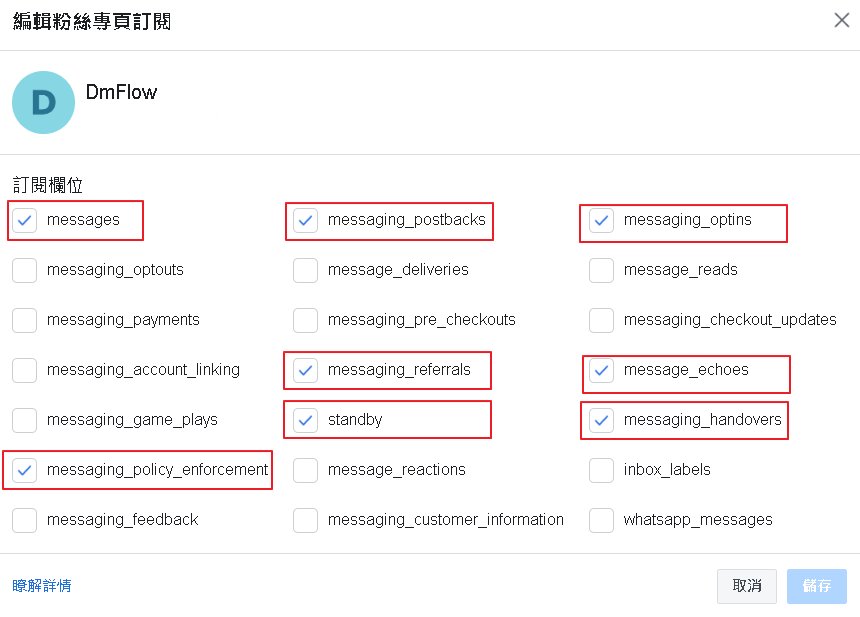 編輯粉絲專頁訂閱
D
DmFlow
訂閱欄位
messages messaging_postbacks messaging_optins
messaging_optouts message_deliveries message_reads
messaging_payments messaging_pre_checkouts messaging_checkout_updates
messaging_account_linking messaging_referrals message_echoes
messaging_game_plays standby messaging_handovers
messaging_policy_enforcement message_reactions inbox_labels
messaging_feedback messaging_customer_information whatsapp_messages
瞭解詳情 取消 儲存